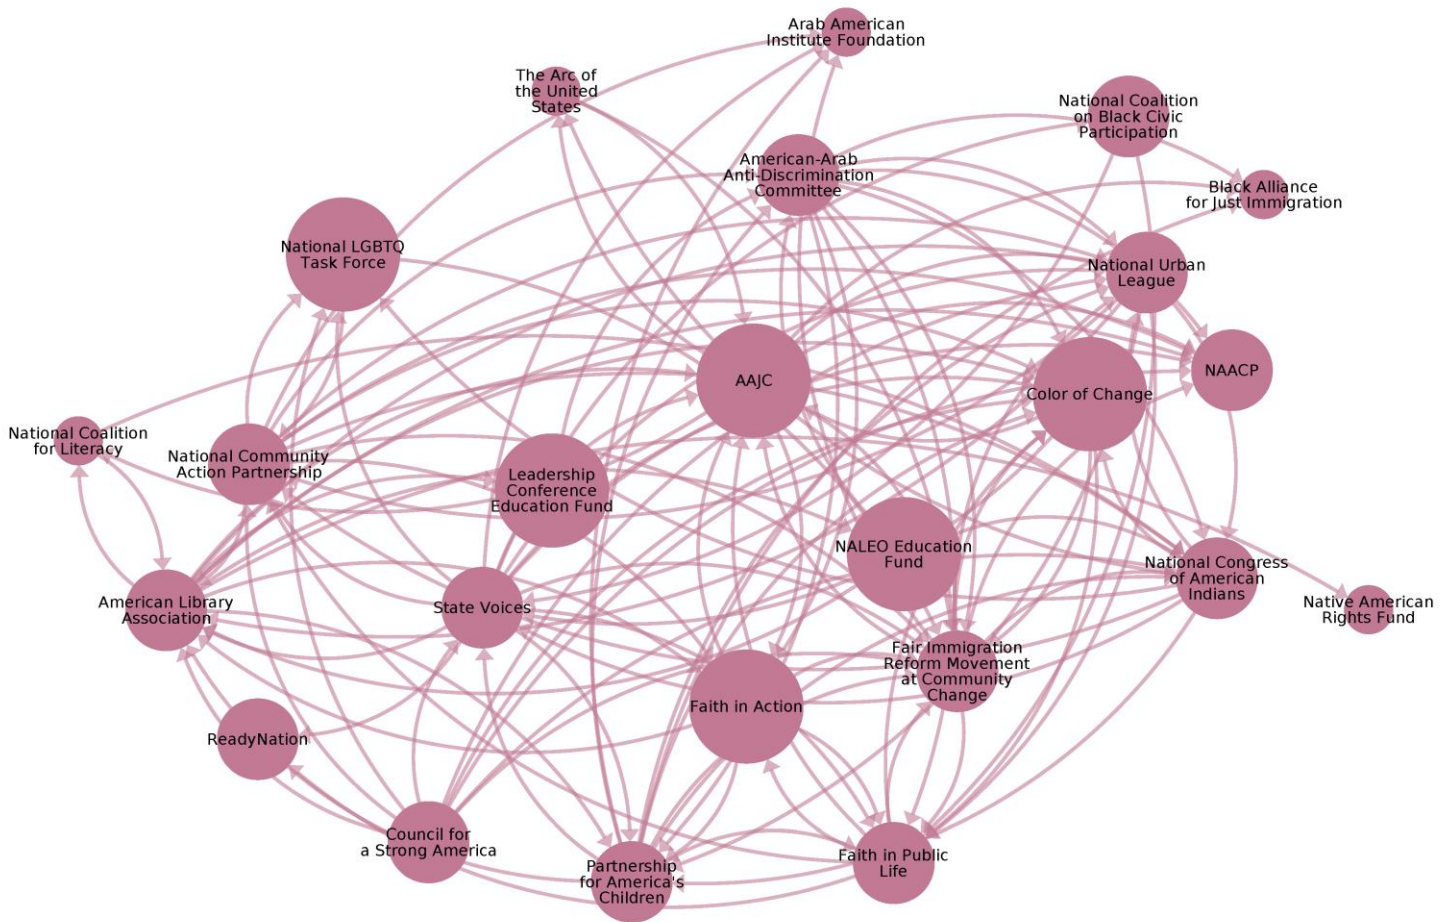 Arab American
Institute Foundation
The Arc of
the United
States
National Coalition
on Black Civic
Participation
American-Arab
Anti-Discrimination
Committee
Black Alliance
for Just Immigration
National LGBTQ
Task Force
National Urban
League
AAJC
Color of Change
NAACP
National Coalition
for Literacy
National Community
Action Partnership
Leadership
Conference
Education Fund
NALEO Education
Fund
National Congress
of American
Indians
American Library
Association
State Voices
Native American
Rights Fund
Fair Immigration
Reform Movement
at Community
Change
Faith in Action
ReadyNation
Council for
a Strong America
Partnership
for America's
Children
Faith in Public
Life